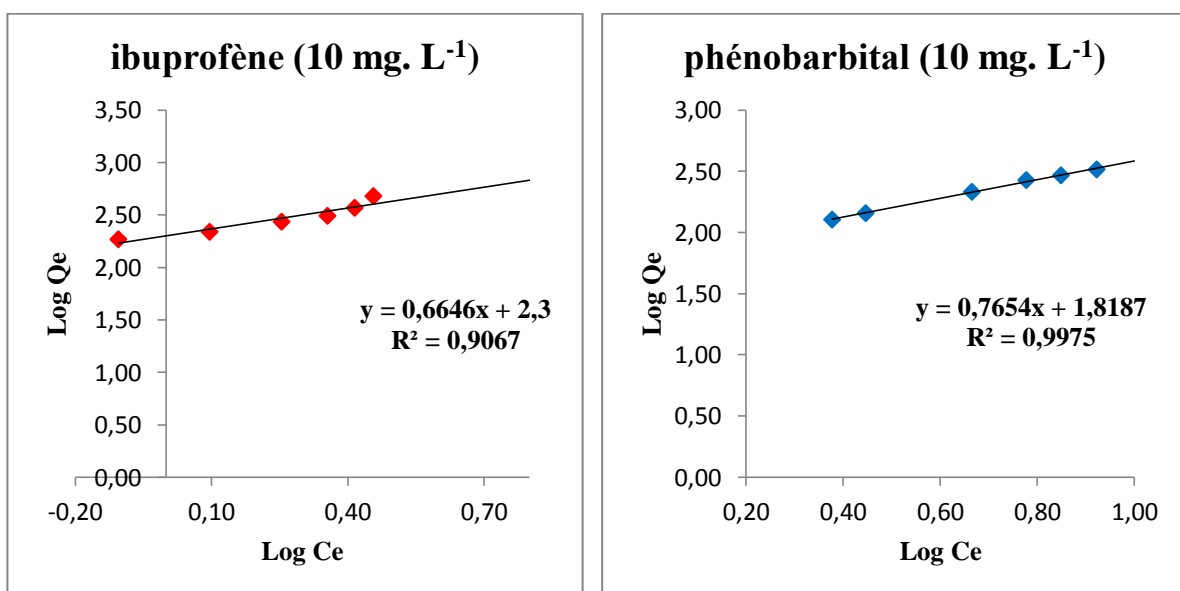 ibuprofène (10 mg. L-1)
3,50
3,00
2,50
2,00
1,50
1,00
0,50
0,00
Log Qe
y = 0,6646x + 2,3
R² = 0,9067
-0,20
0,10
0,40
0,70
Log Ce
phénobarbital (10 mg. L-1)
3,00
2,50
2,00
1,50
1,00
0,50
0,00
Log Qe
y = 0,7654x + 1,8187
R² = 0,9975
0,20
0,40
0,60
0,80
1,00
Log Ce